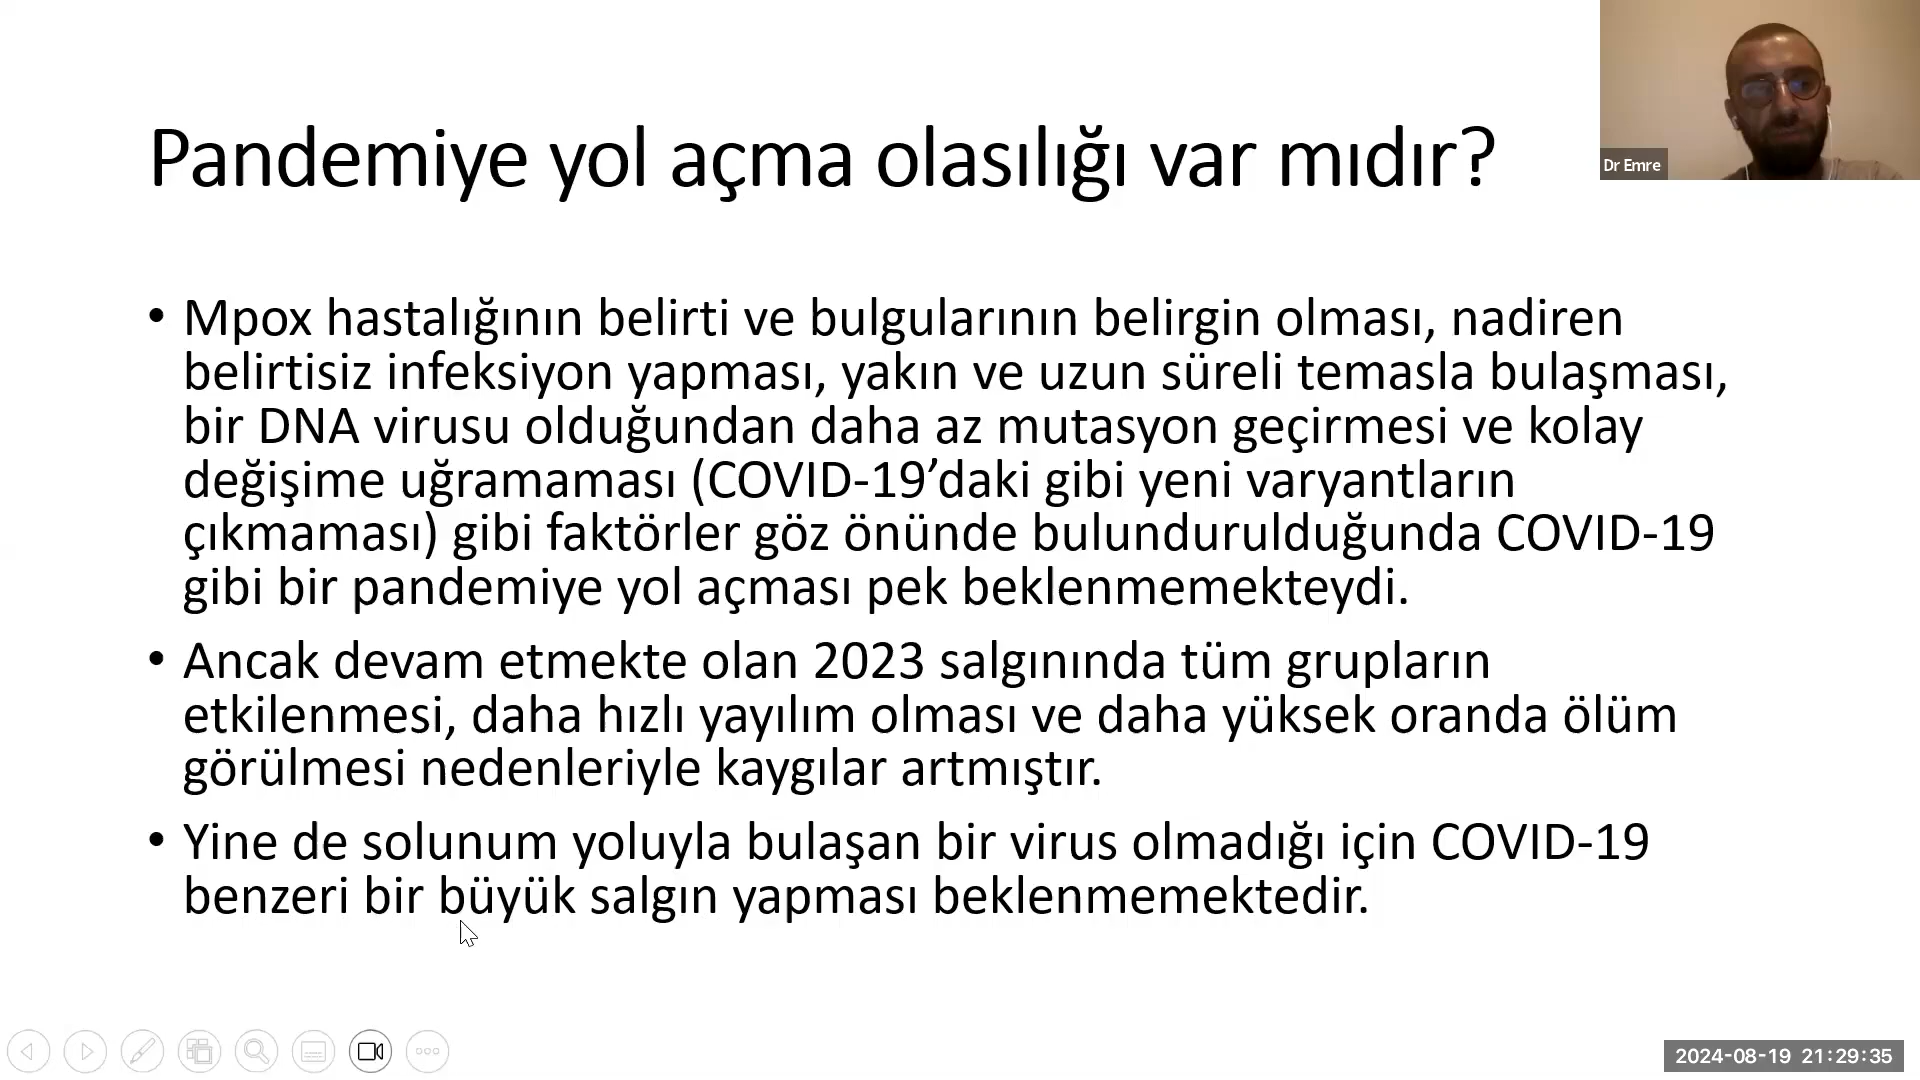 Pandemiye yol açma olasılığı var mıdır?
Dr Emre
• Mpox hastalığının belirti ve bulgularının belirgin olması, nadiren
belirtisiz infeksiyon yapması, yakın ve uzun süreli temasla bulaşması,
bir DNA virusu olduğundan daha az mutasyon geçirmesi ve kolay
değişime uğramaması (COVID-19’daki gibi yeni varyantların
çıkmaması) gibi faktörler göz önünde bulundurulduğunda COVID-19
gibi bir pandemiye yol açması pek beklenmemekteydi.
• Ancak devam etmekte olan 2023 salgınında tüm grupların
etkilenmesi, daha hızlı yayılım olması ve daha yüksek oranda ölüm
görülmesi nedenleriyle kaygılar artmıştır.
• Yine de solunum yoluyla bulaşan bir virus olmadığı için COVID-19
benzeri bir büyük salgın yapması beklenmemektedir.
2024-08-19 21:29:35